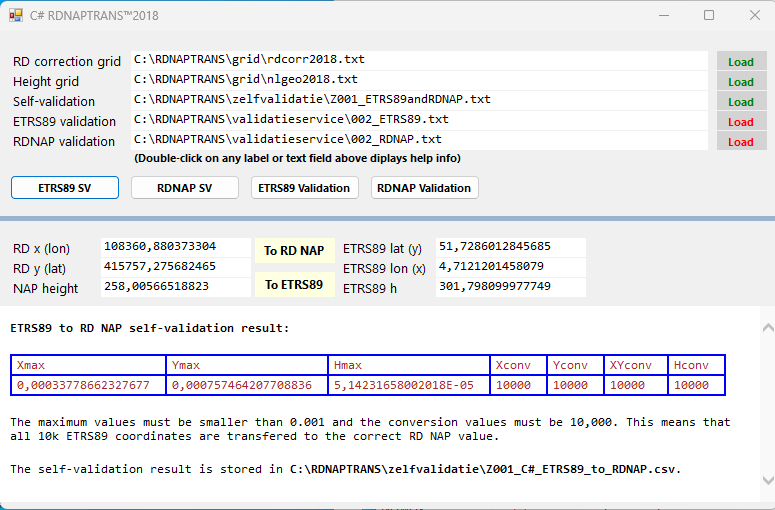 C# RDNAPTRANS™2018
RD correction grid C:\RDNAPTRANS\grid\rdcorr2018.txt Load
Height grid C:\RDNAPTRANS\grid\nlgeo2018.txt Load
Self-validation C:\RDNAPTRANS\zelfvalidatie\Z001_ETRS89andRDNAP.txt Load
ETRS89 validation C:\RDNAPTRANS\validatieservice\002_ETRS89.txt Load
RDNAP validation C:\RDNAPTRANS\validatieservice\002_RDNAP.txt Load
(Double-click on any label or text field above diplays help info)
ETRS89 SV RDNAP SV ETRS89 Validation RDNAP Validation
RD x (lon) 108360,880373304 To RD NAP ETRS89 lat (y) 51,7286012845685
RD y (lat) 415757,275682465 ETRS89 lon (x) 4,7121201458079
NAP height 258,00566518823 To ETRS89 ETRS89 h 301,798099977749
ETRS89 to RD NAP self-validation result:
Xmax Ymax Hmax Xconv Yconv XYconv Hconv
0,00033778662327677 0,000757464207708836 5,14231658002018E-05 10000 10000 10000 10000
The maximum values must be smaller than 0.001 and the conversion values must be 10,000. This means that
all 10k ETRS89 coordinates are transfered to the correct RD NAP value.
The self-validation result is stored in C:\RDNAPTRANS\zelfvalidatie\Z001_C#_ETRS89_to_RDNAP.csv.